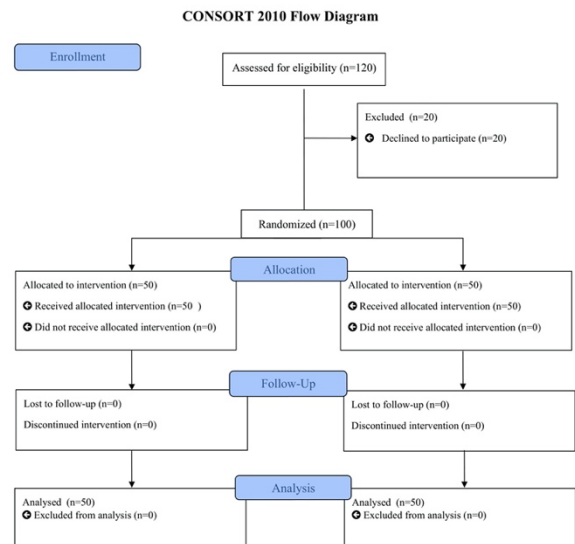 CONSORT 2010 Flow Diagram
Enrollment
Assessed for eligibility (n=120)
Excluded (n=20)
Declined to participate (n=20)
Randomized (n=100)
Allocation
Allocated to intervention (n=50)
Received allocated intervention (n=50 )
Did not receive allocated intervention (n=0)
Allocated to intervention (n=50)
Received allocated intervention (n=50)
Did not receive allocated intervention (n=0)
Follow-Up
Lost to follow-up (n=0)
Discontinued intervention (n=0)
Lost to follow-up (n=0)
Discontinued intervention (n=0)
Analysis
Analysed (n=50)
Excluded from analysis (n=0)
Analysed (n=50)
Excluded from analysis (n=0)